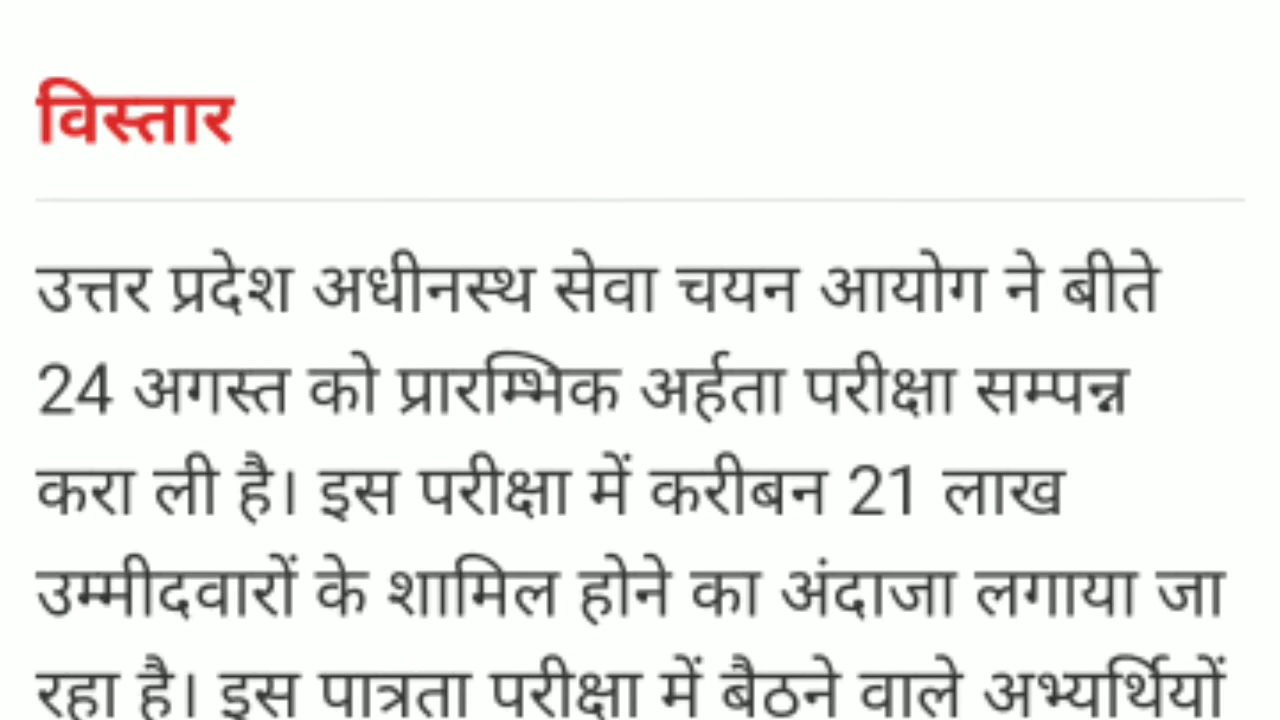 विस्तार
उत्तर प्रदेश अधीनस्थ सेवा चयन आयोग ने बीते
24 अगस्त को प्रारम्भिक अर्हता परीक्षा सम्पन्न
करा ली है। इस परीक्षा में करीबन 21 लाख
उम्मीदवारों के शामिल होने का अंदाजा लगाया जा
रहा है। इस पात्रता परीक्षा में बैठने वाले अभ्यर्थियों